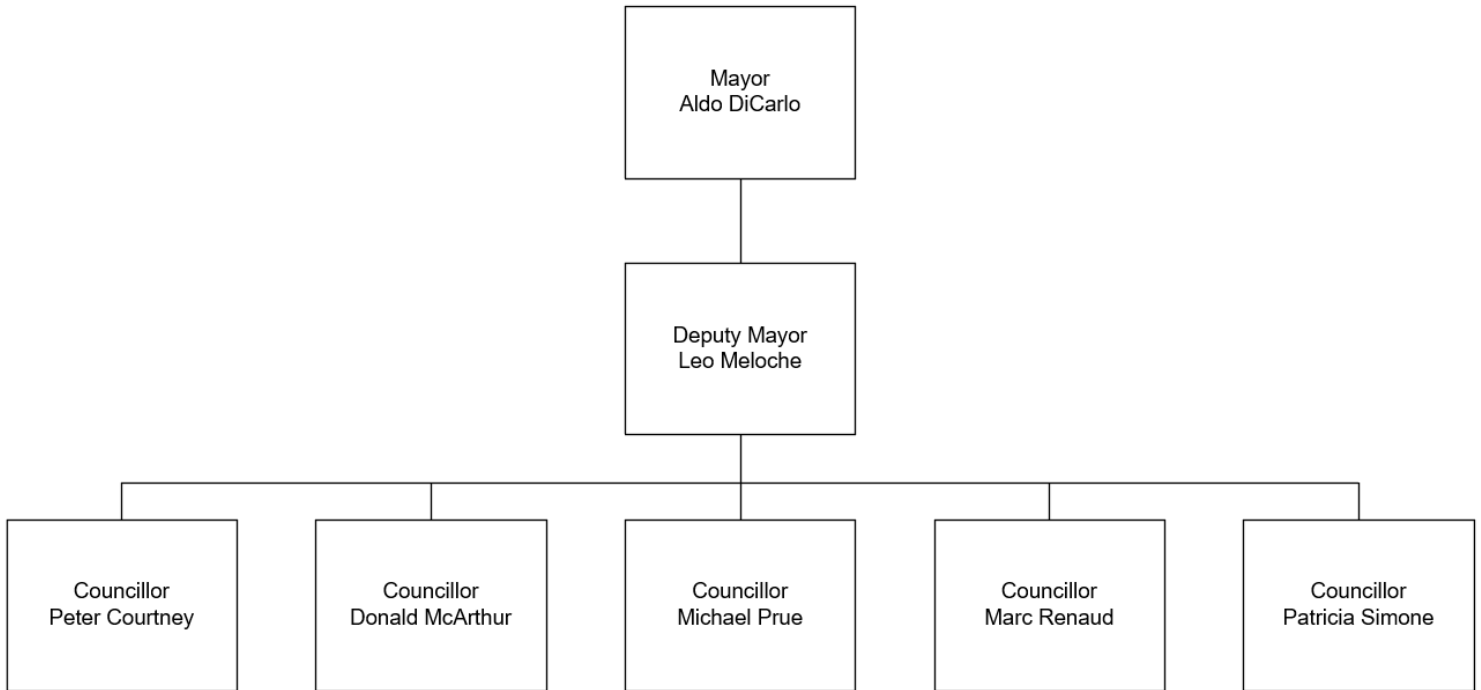 Mayor
Aldo DiCarlo
Deputy Mayor
Leo Meloche
Councillor
Peter Courtney
Councillor
Donald McArthur
Councillor
Michael Prue
Councillor
Marc Renaud
Councillor
Patricia Simone